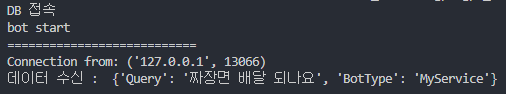 DB 접속
bot start
===========================
Connection from: ('127.0.0.1', 13066)
데이터 수신 :  {'Query': '짜장면 배달 되나요', 'BotType': 'MyService'}